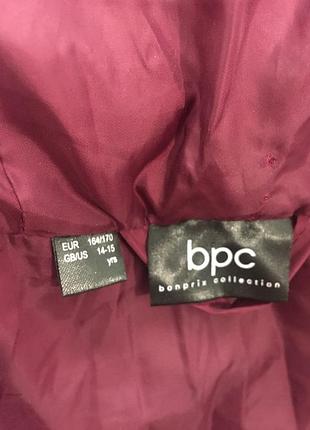 EUR 164/170
GB/US 14-15
yrs
bpc
bonprix collection